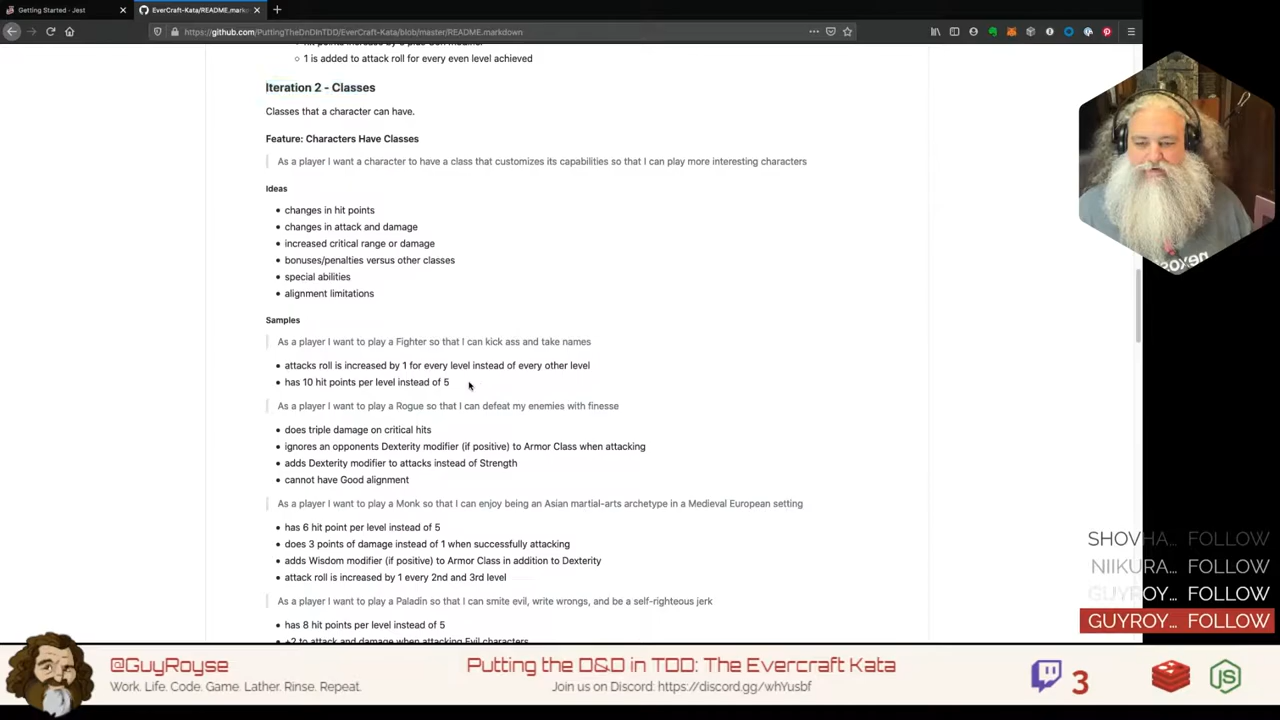 Getting Started · Jest
EverCraft-Kata/README.mark
https://github.com/PuttingTheDnDInTDD/EverCraft-Kata/blob/master/README.markdown
1 is added to attack roll for every even level achieved
Iteration 2 - Classes
Classes that a character can have.
Feature: Characters Have Classes
As a player I want a character to have a class that customizes its capabilities so that I can play more interesting characters
Ideas
changes in hit points
changes in attack and damage
increased critical range or damage
bonuses/penalties versus other classes
special abilities
alignment limitations
Samples
As a player I want to play a Fighter so that I can kick ass and take names
attacks roll is increased by 1 for every level instead of every other level
has 10 hit points per level instead of 5
As a player I want to play a Rogue so that I can defeat my enemies with finesse
does triple damage on critical hits
ignores an opponents Dexterity modifier (if positive) to Armor Class when attacking
adds Dexterity modifier to attacks instead of Strength
cannot have Good alignment
As a player I want to play a Monk so that I can enjoy being an Asian martial-arts archetype in a Medieval European setting
has 6 hit point per level instead of 5
does 3 points of damage instead of 1 when successfully attacking
adds Wisdom modifier (if positive) to Armor Class in addition to Dexterity
attack roll is increased by 1 every 2nd and 3rd level
As a player I want to play a Paladin so that I can smite evil, write wrongs, and be a self-righteous jerk
has 8 hit points per level instead of 5
+2 to attack and damage when attacking Evil characters
SHOVHA... FOLLOW
NIIKURA... FOLLOW
GUYROY... FOLLOW
GUYROY... FOLLOW
@GuyRoyse
Work. Life. Code. Game. Lather. Rinse. Repeat.
Putting the D&D in TDD: The Evercraft Kata
Join us on Discord: https://discord.gg/whYusbf
3